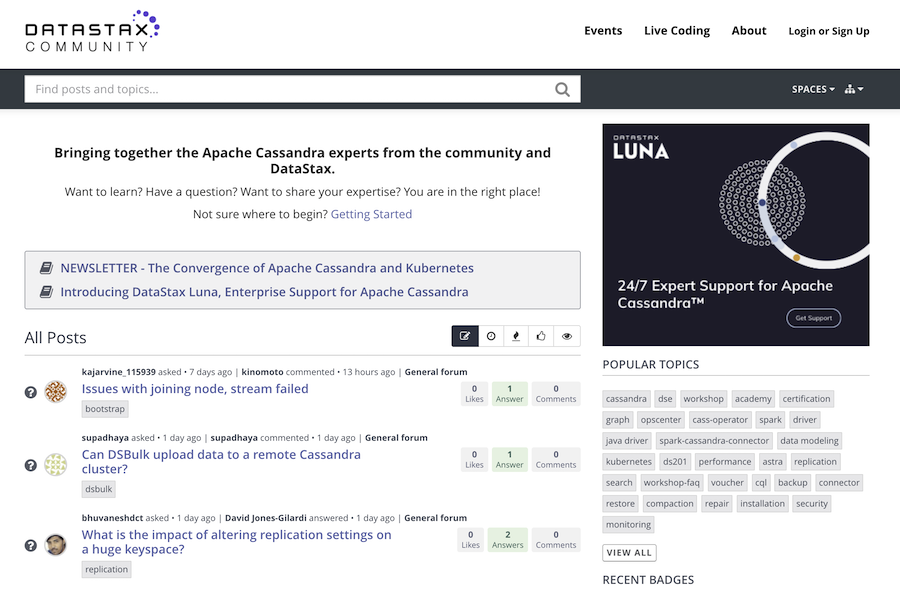 DATASTAX
COMMUNITY
Events Live Coding About Login or Sign Up
Find posts and topics...
SPACES
Bringing together the Apache Cassandra experts from the community and
DataStax.
Want to learn? Have a question? Want to share your expertise? You are in the right place!
Not sure where to begin? Getting Started
NEWSLETTER - The Convergence of Apache Cassandra and Kubernetes
Introducing DataStax Luna, Enterprise Support for Apache Cassandra
All Posts
kajarvine_115939 asked • 7 days ago | kinomoto commented • 13 hours ago | General forum
Issues with joining node, stream failed
bootstrap
0 1 0
Likes Answer Comments
supadhaya asked • 1 day ago | supadhaya commented • 1 day ago | General forum
Can DSBulk upload data to a remote Cassandra
cluster?
dsbulk
0 1 0
Likes Answer Comments
bhuvaneshdct asked • 1 day ago | David Jones-Gilardi answered • 1 day ago | General forum
What is the impact of altering replication settings on
a huge keyspace?
replication
0 2 0
Likes Answers Comments
DATASTAX
LUNA
24/7 Expert Support for Apache
Cassandra™
Get Support
POPULAR TOPICS
cassandra dse workshop academy certification
graph opscenter cass-operator spark driver
java driver spark-cassandra-connector data modeling
kubernetes ds201 performance astra replication
search workshop-faq voucher cql backup connector
restore compaction repair installation security
monitoring
VIEW ALL
RECENT BADGES